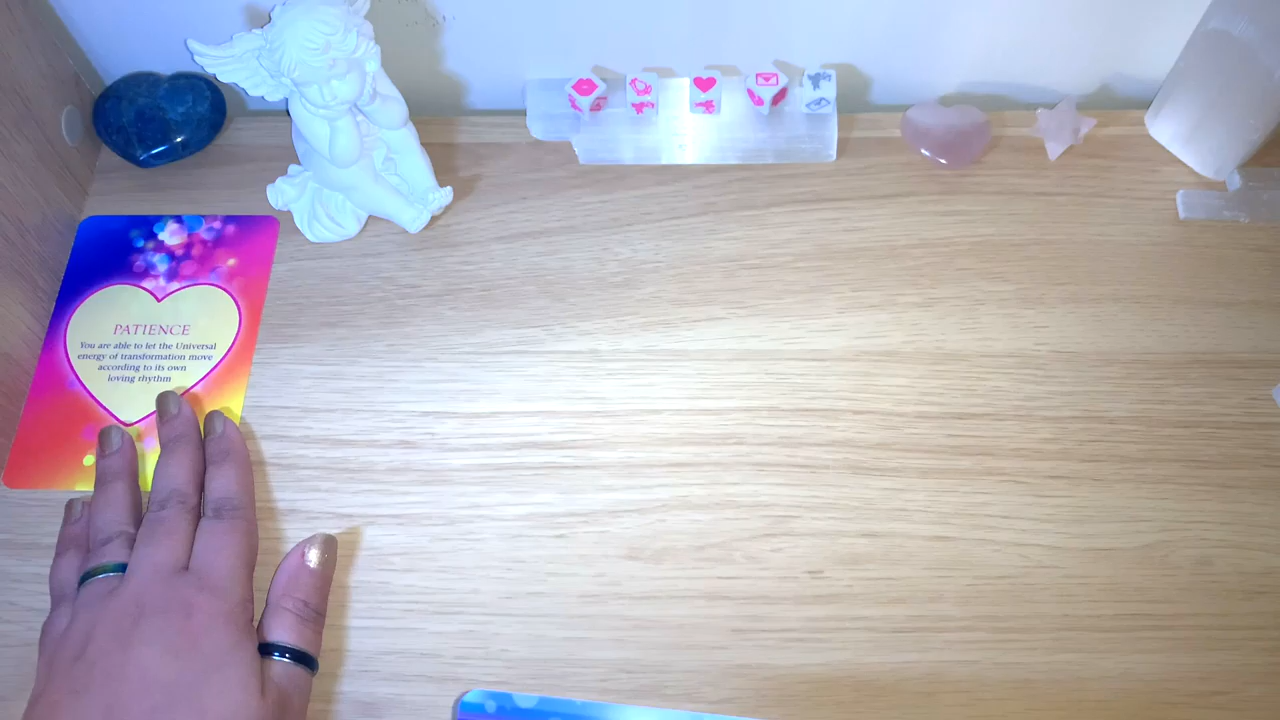 PATIENCE
You are able to let the Universal
energy of transformation move
according to its own
loving rhythm